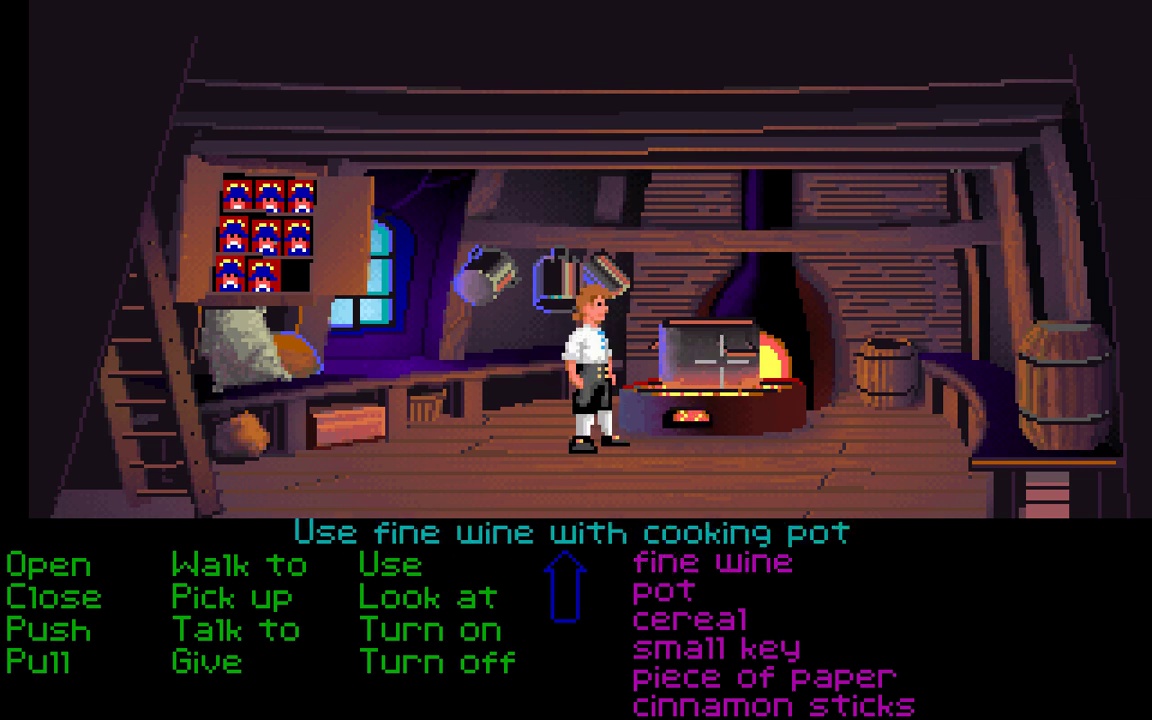 Use fine wine with cooking pot
Open Walk to Use fine wine
pot
Close Pick up Look at cereal
Push Talk to Turn on small key
Pull Give Turn off piece of paper
cinnamon sticks